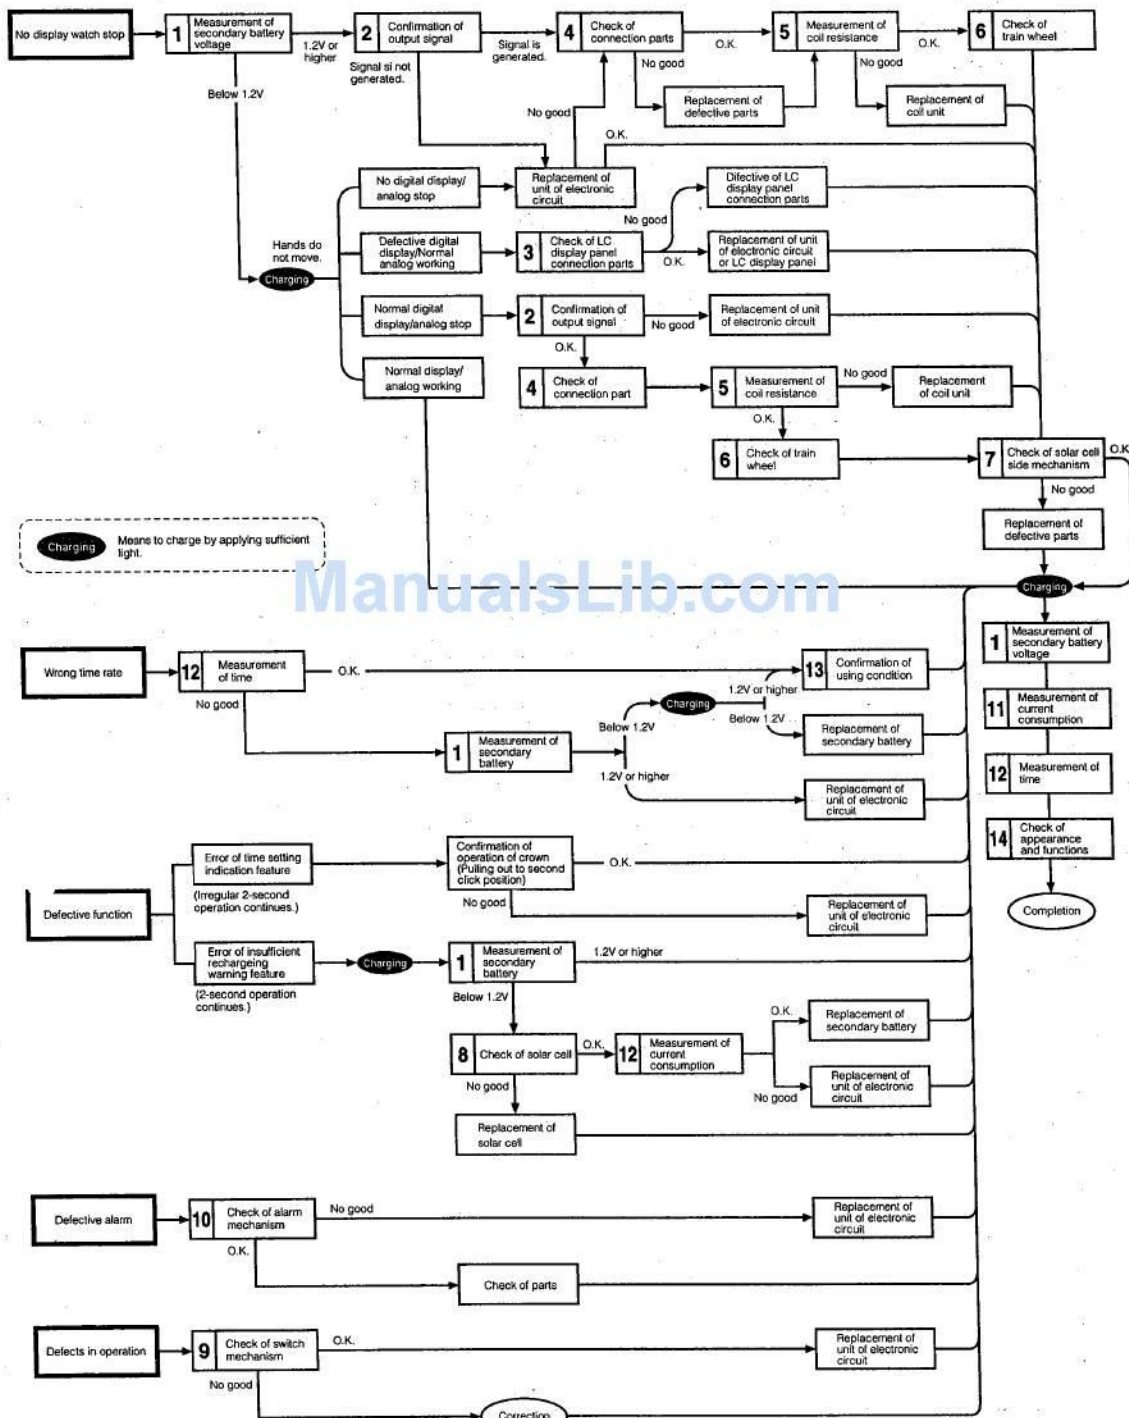 No display watch stop
1
Measurement of
secondary battery
voltage
1.2V or
higher
Below 1.2V
2
Confirmation of
output signal
Signal is
generated.
Signal si not
generated.
4
Check of
connection parts
O.K.
No good
5
Measurement of
coil resistance
O.K.
No good
6
Check of
train wheel
Replacement of
defective parts
Replacement of
coil unit
No good
O.K.
No digital display/
analog stop
Replacement of
unit of electronic
circuit
Difective of LC
display panel
connection parts
No good
Hands do
not move.
Charging
Defective digital
display/Normal
analog working
3
Check of LC
display panel
connection parts
O.K.
Replacement of unit
of electronic circuit
or LC display panel
Normal digital
display/analog stop
2
Confirmation of
output signal
No good
Replacement of unit
of electronic circuit
O.K.
Normal display/
analog working
4
Check of
connection part
5
Measurement of
coil resistance
No good
Replacement
of coil unit
O.K.
6
Check of train
wheel
7
Check of solar cell
side mechanism
O.K
No good
Replacement of
defective parts
Charging
Means to charge by applying sufficient
light.
ManualsLib.com
Charging
1
Measurement of
secondary battery
voltage
11
Measurement of
current
consumption
12
Measurement of
time
14
Check of
appearance
and functions
Completion
Wrong time rate
12
Measurement
of time
O.K.
No good
13
Confirmation of
using condition
1.2V or higher
Charging
Below 1.2V
Below 1.2V
1
Measurement of
secondary
battery
Replacement of
secondary battery
1.2V or higher
Replacement of
unit of electronic
circuit
Defective function
Error of time setting
indication feature
(Irregular 2-second
operation continues.)
Confirmation of
operation of crown
(Pulling out to second
click position)
O.K.
No good
Replacement of
unit of electronic
circuit
Error of insufficient
rechargeing
warning feature
(2-second operation
continues.)
Charging
1
Measurement of
secondary
battery
1.2V or higher
Below 1.2V
8
Check of solar cell
O.K.
No good
12
Measurement of
current
consumption
O.K.
Replacement of
secondary battery
No good
Replacement of
unit of electronic
circuit
Replacement of
solar cell
Defective alarm
10
Check of alarm
mechanism
No good
O.K.
Replacement of
unit of electronic
circuit
Check of parts
Defects in operation
9
Check of switch
mechanism
O.K.
No good
Replacement of
unit of electronic
circuit
Correction